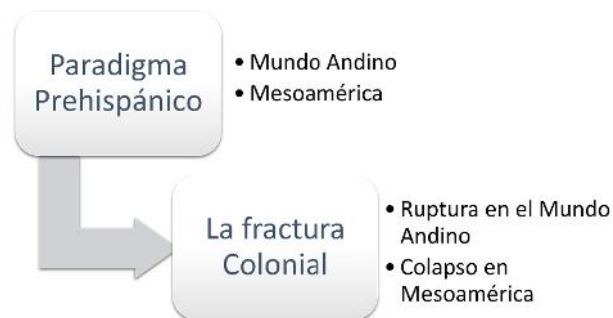 Paradigma
Prehispánico
• Mundo Andino
• Mesoamérica
La fractura
Colonial
• Ruptura en el Mundo
Andino
• Colapso en
Mesoamérica